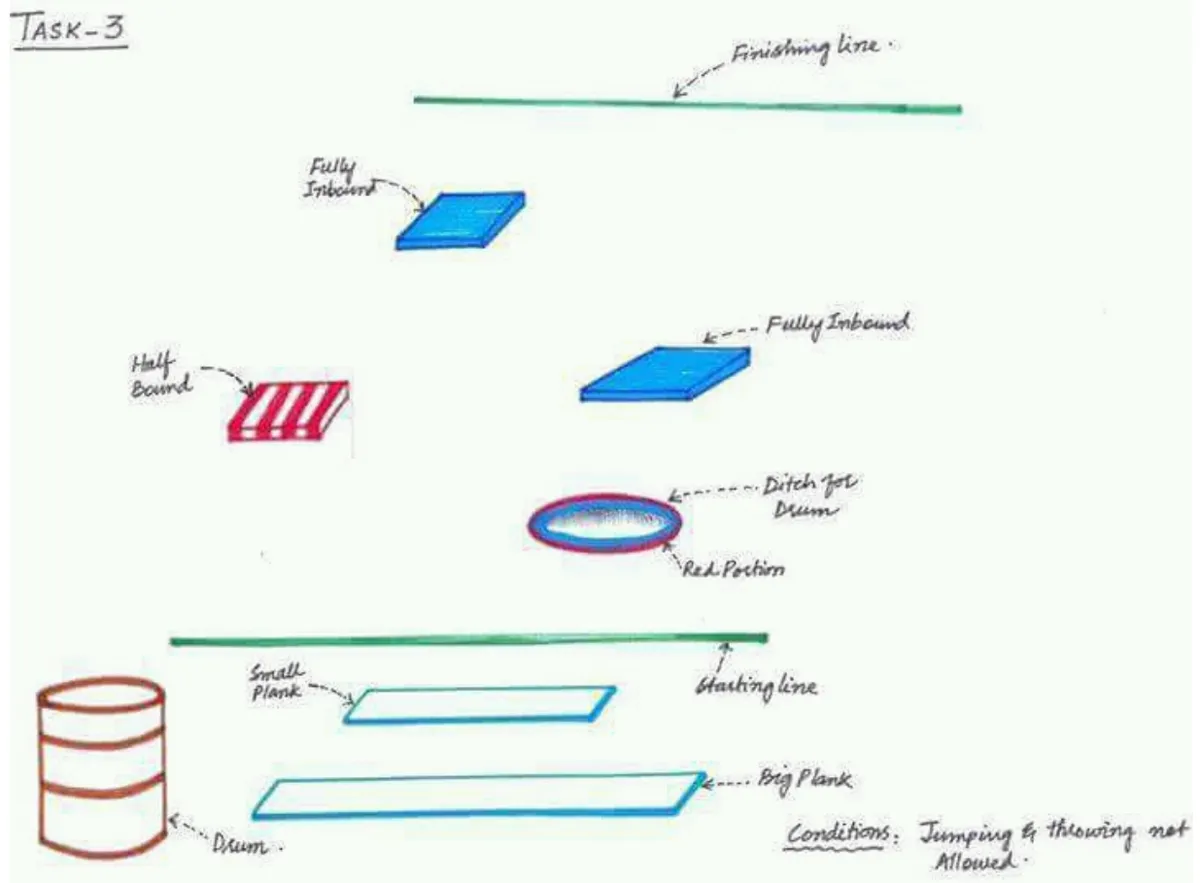 TASK-3
Finishing line.
Fully
Inbound
Fully Inbound
Half
Bound
Ditch for
Drum
Red Portion
Small
Plank
Starting line
Big Plank
Drum.
Conditions: Jumping & throwing not
Allowed.